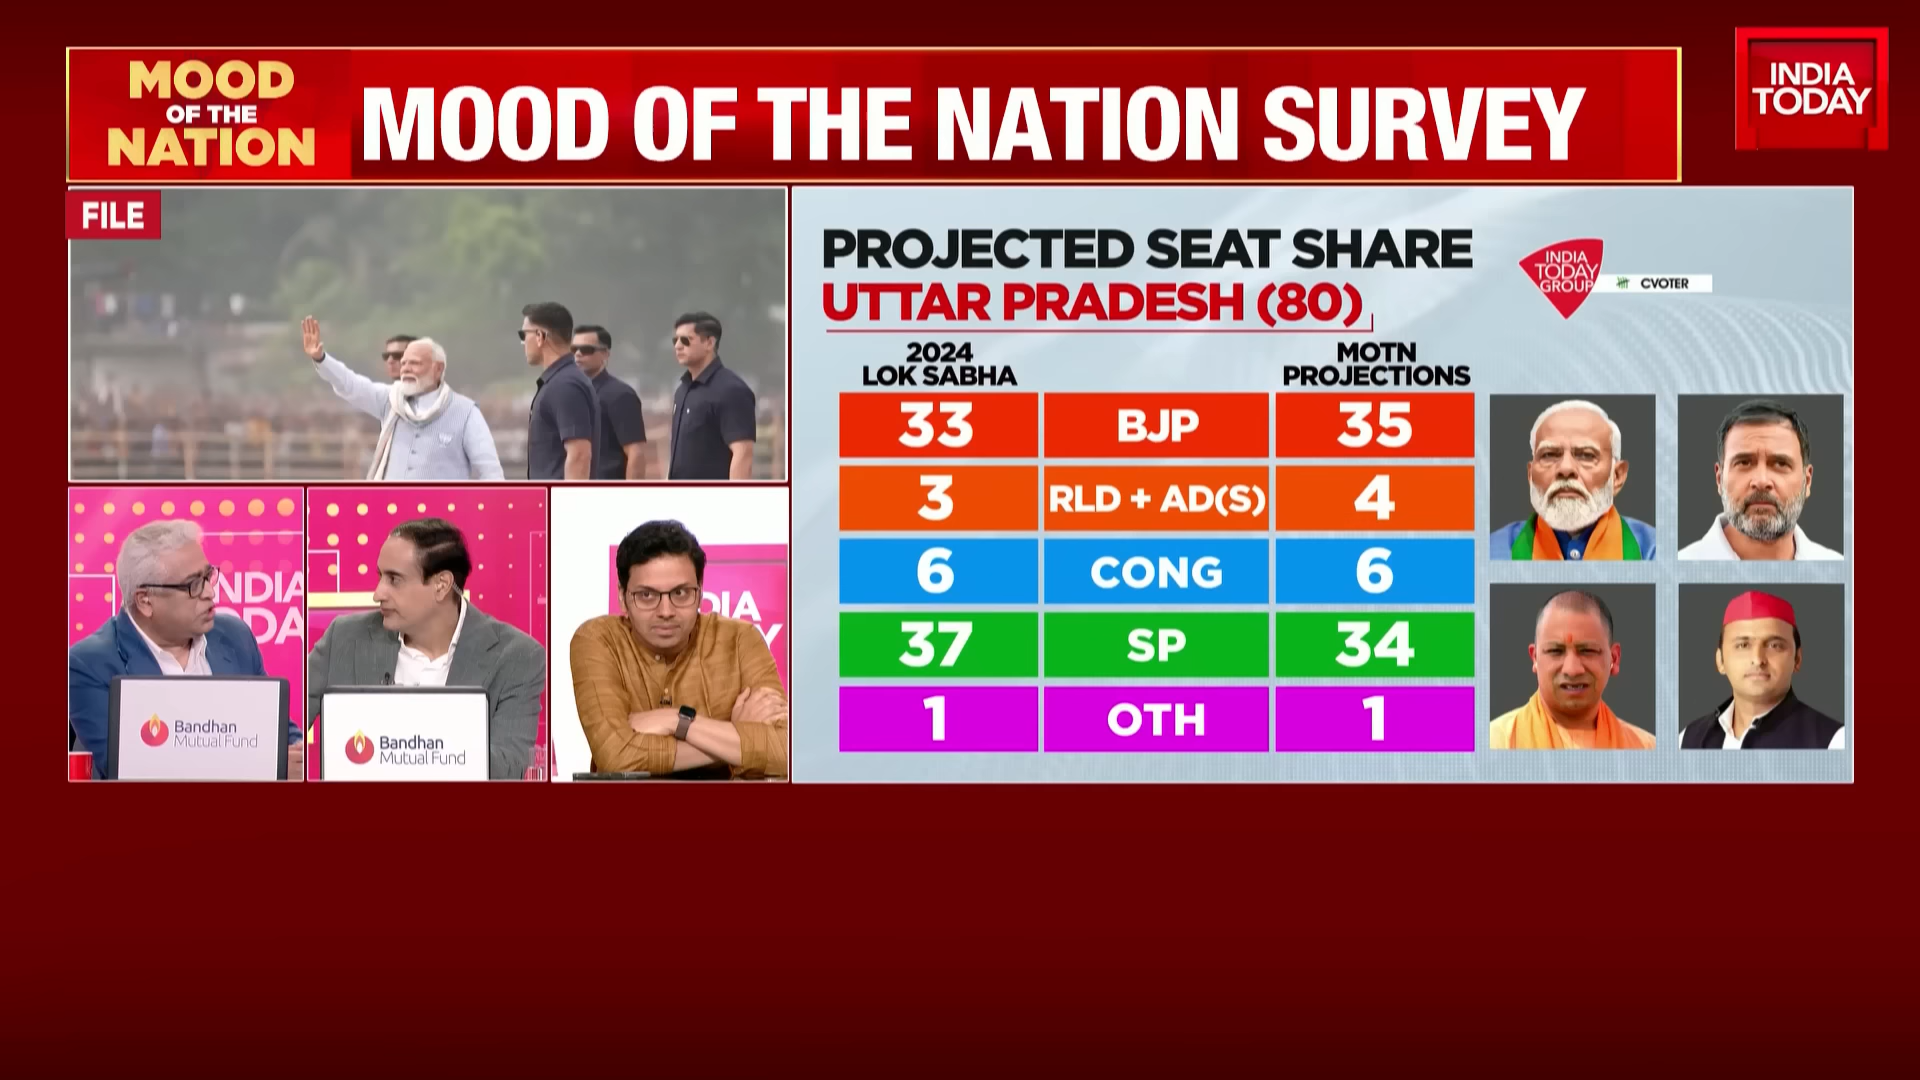 MOOD
OF THE
NATION
MOOD OF THE NATION SURVEY
INDIA
TODAY
FILE
PROJECTED SEAT SHARE
UTTAR PRADESH (80)
INDIA
TODAY
GROUP
CVOTER
2024
LOK SABHA
MOTN
PROJECTIONS
33 BJP 35
3 RLD + AD(S) 4
6 CONG 6
37 SP 34
1 OTH 1
INDIA
TODAY
Bandhan
Mutual Fund
Bandhan
Mutual Fund